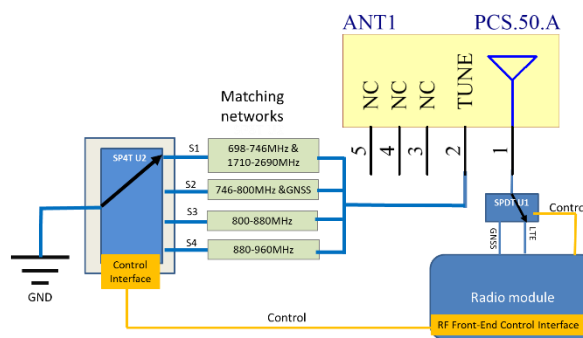 ANT1
PCS.50.A
Matching
networks
NC
NC
NC
TUNE
5
4
3
2
1
S1
698-746MHz &
1710-2690MHz
SP4T U2
S2
746-800MHz &GNSS
S3
800-880MHz
S4
880-960MHz
SPDT U1
Control
GNSS
LTE
Control
Interface
GND
Radio module
Control
RF Front-End Control Interface